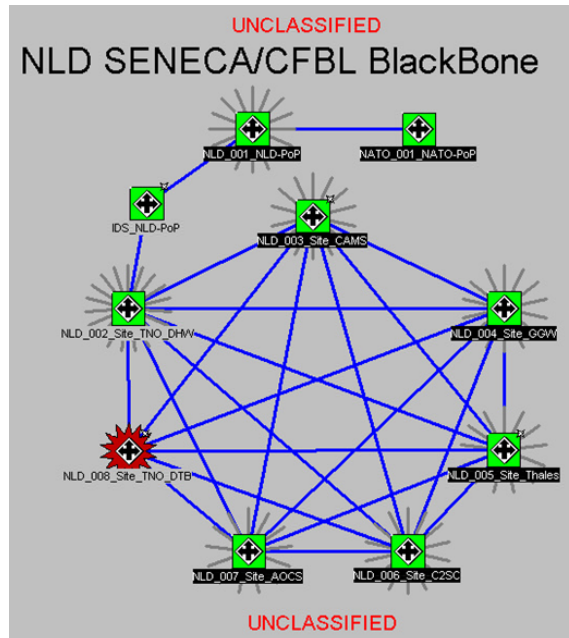 UNCLASSIFIED
NLD SENECA/CFBL BlackBone
NLD_001_NLD-PoP
NATO_001_NATO-PoP
IDS_NLD-PoP
NLD_003_Site_CAMS
NLD_002_Site_TNO_DHW
NLD_004_Site_GGW
NLD_008_Site_TNO_DTB
NLD_005_Site_Thales
NLD_007_Site_AOCS
NLD_006_Site_C2SC
UNCLASSIFIED